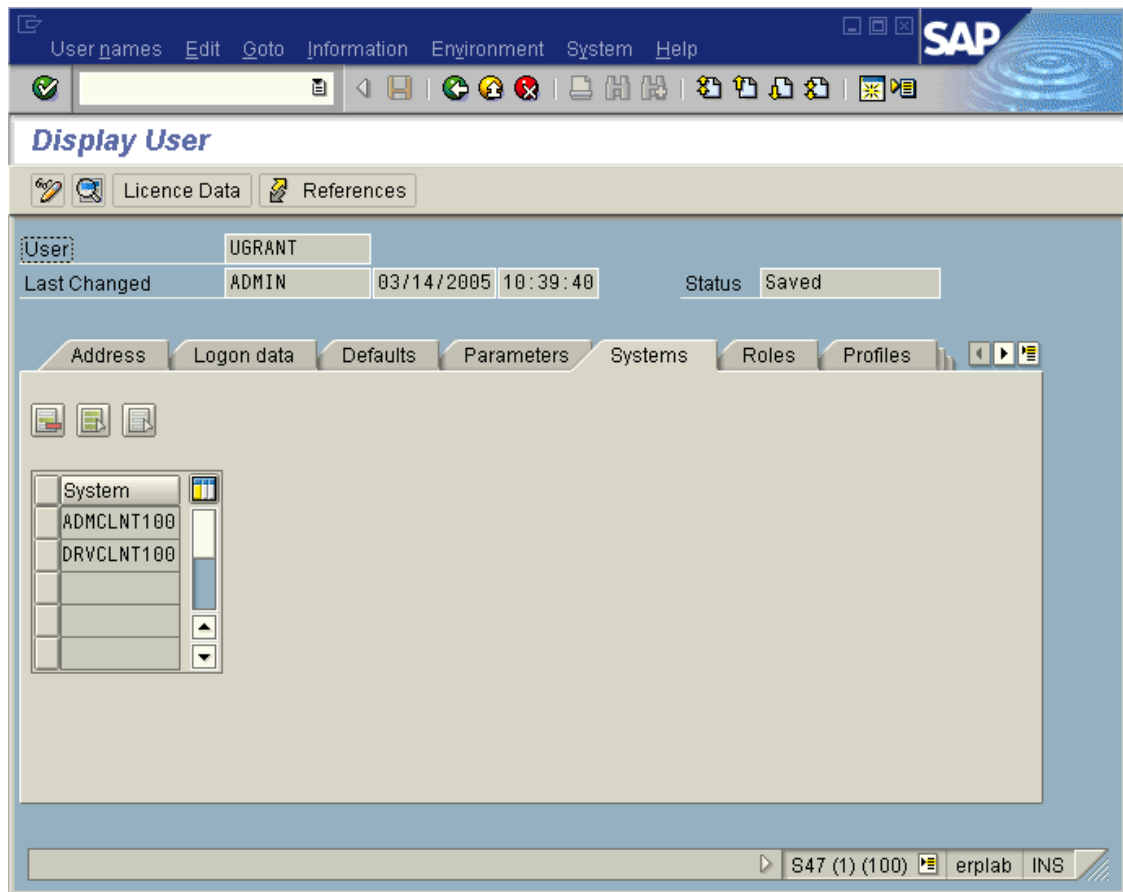 User names Edit Goto Information Environment System Help
SAP
Display User
Licence Data References
User UGRANT
Last Changed ADMIN 03/14/2005 10:39:40 Status Saved
Address Logon data Defaults Parameters Systems Roles Profiles
System
ADMCLNT100
DRVCLNT100
S47 (1) (100) erplab INS